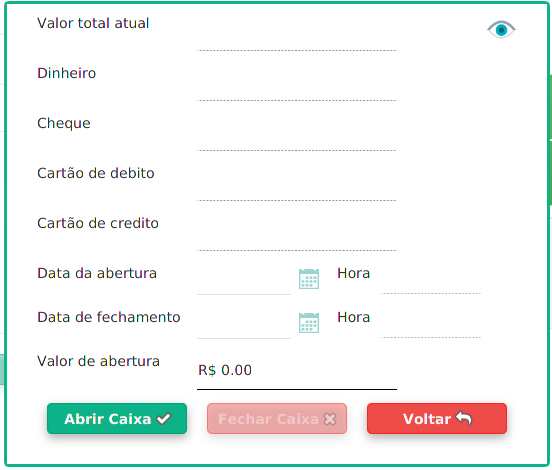 Valor total atual
Dinheiro
Cheque
Cartão de debito
Cartão de credito
Data da abertura Hora
Data de fechamento Hora
Valor de abertura R$ 0.00
Abrir Caixa Fechar Caixa Voltar